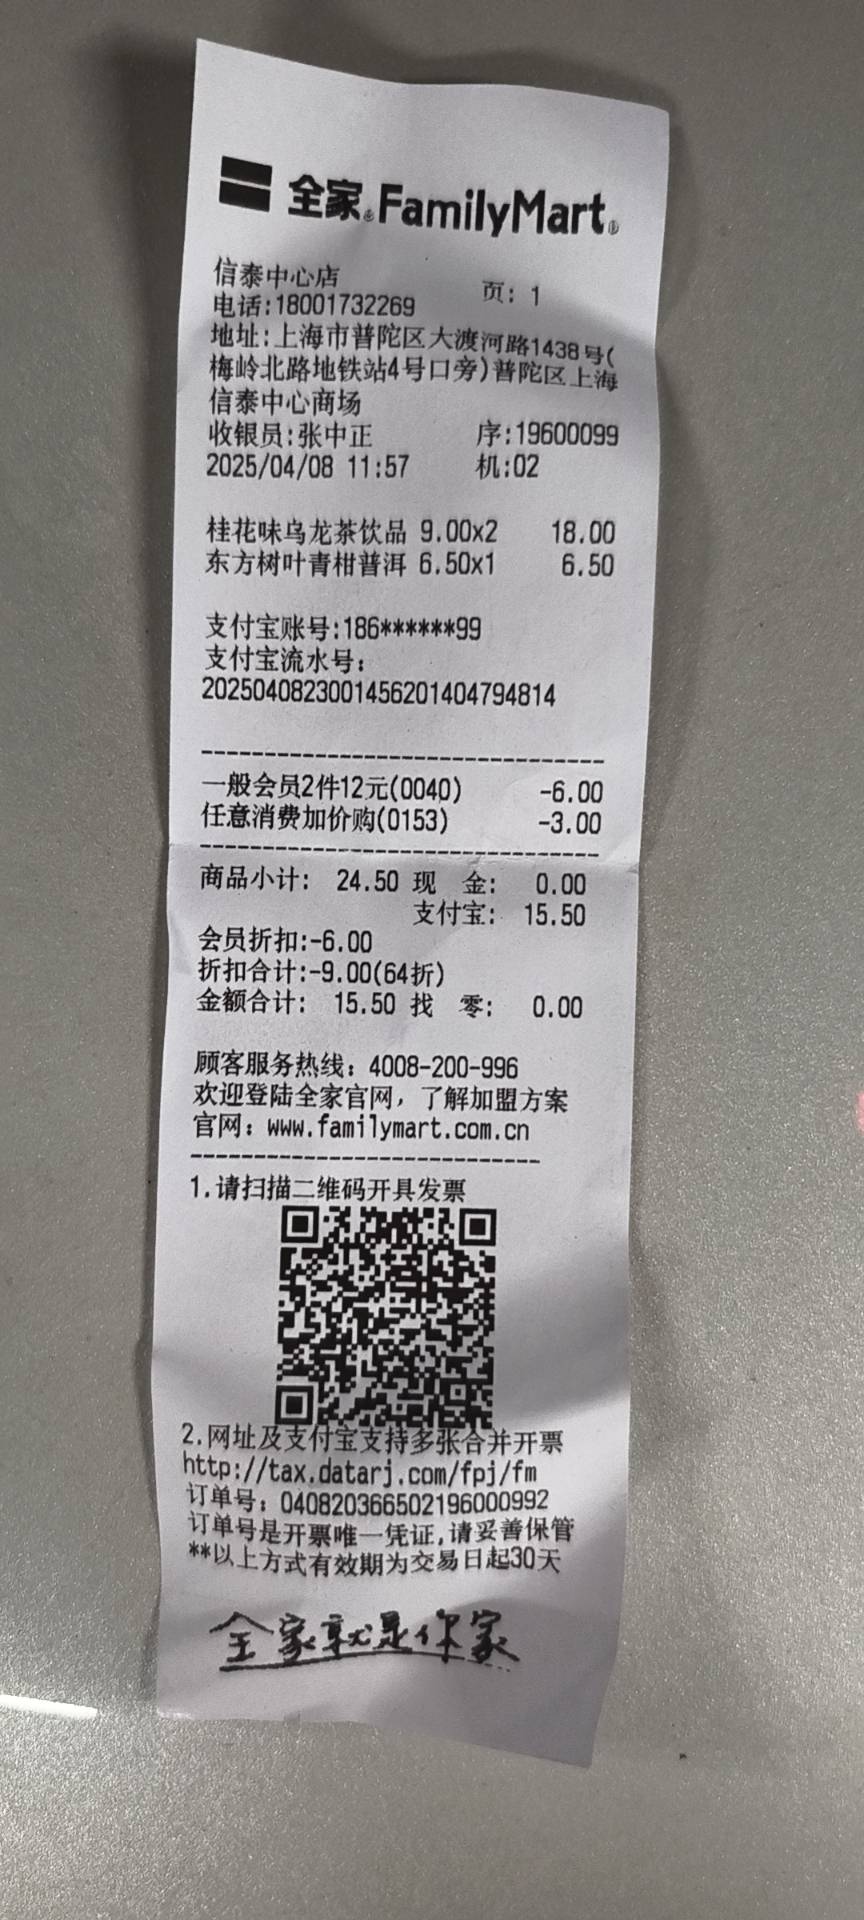 全家®FamilyMart®
信泰中心店 页: 1
电话:18001732269
地址:上海市普陀区大渡河路1438号(
梅岭北路地铁站4号口旁)普陀区上海
信泰中心商场
收银员:张中正 序:19600099
2025/04/08 11:57 机:02
桂花味乌龙茶饮品 9.00x2 18.00
东方树叶青柑普洱 6.50x1 6.50
支付宝账号:186******99
支付宝流水号:
2025040823001456201404794814
--------------------------------
一般会员2件12元(0040) -6.00
任意消费加价购(0153) -3.00
--------------------------------
商品小计: 24.50 现 金: 0.00
支付宝: 15.50
会员折扣:-6.00
折扣合计:-9.00(64折)
金额合计: 15.50 找 零: 0.00
顾客服务热线: 4008-200-996
欢迎登陆全家官网，了解加盟方案
官网: www.familymart.com.cn
----------------------------
1.请扫描二维码开具发票
2.网址及支付宝支持多张合并开票
http://tax.datarj.com/fpj/fm
订单号: 040820366502196000992
订单号是开票唯一凭证,请妥善保管
**以上方式有效期为交易日起30天
全家就是你家